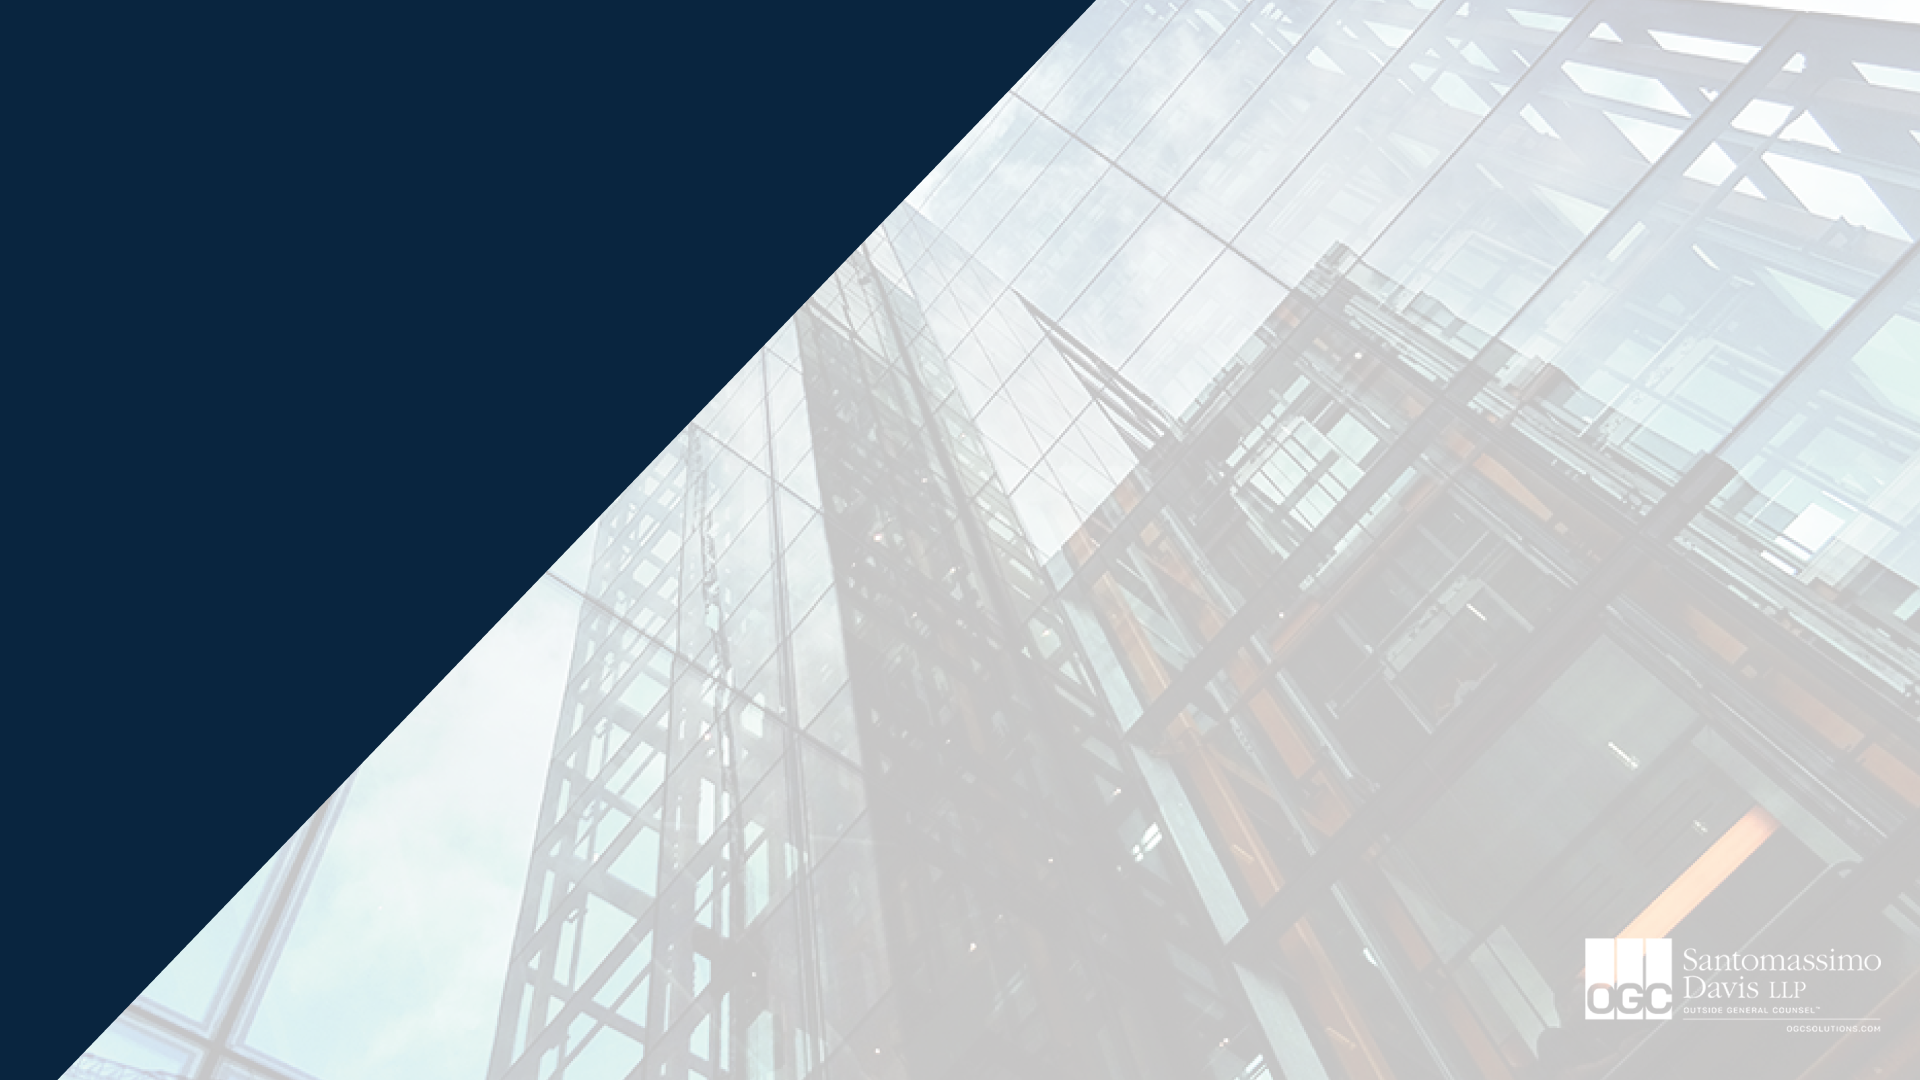 OGC
Santomassimo
Davis LLP
OUTSIDE GENERAL COUNSEL™
OGCSOLUTIONS.COM